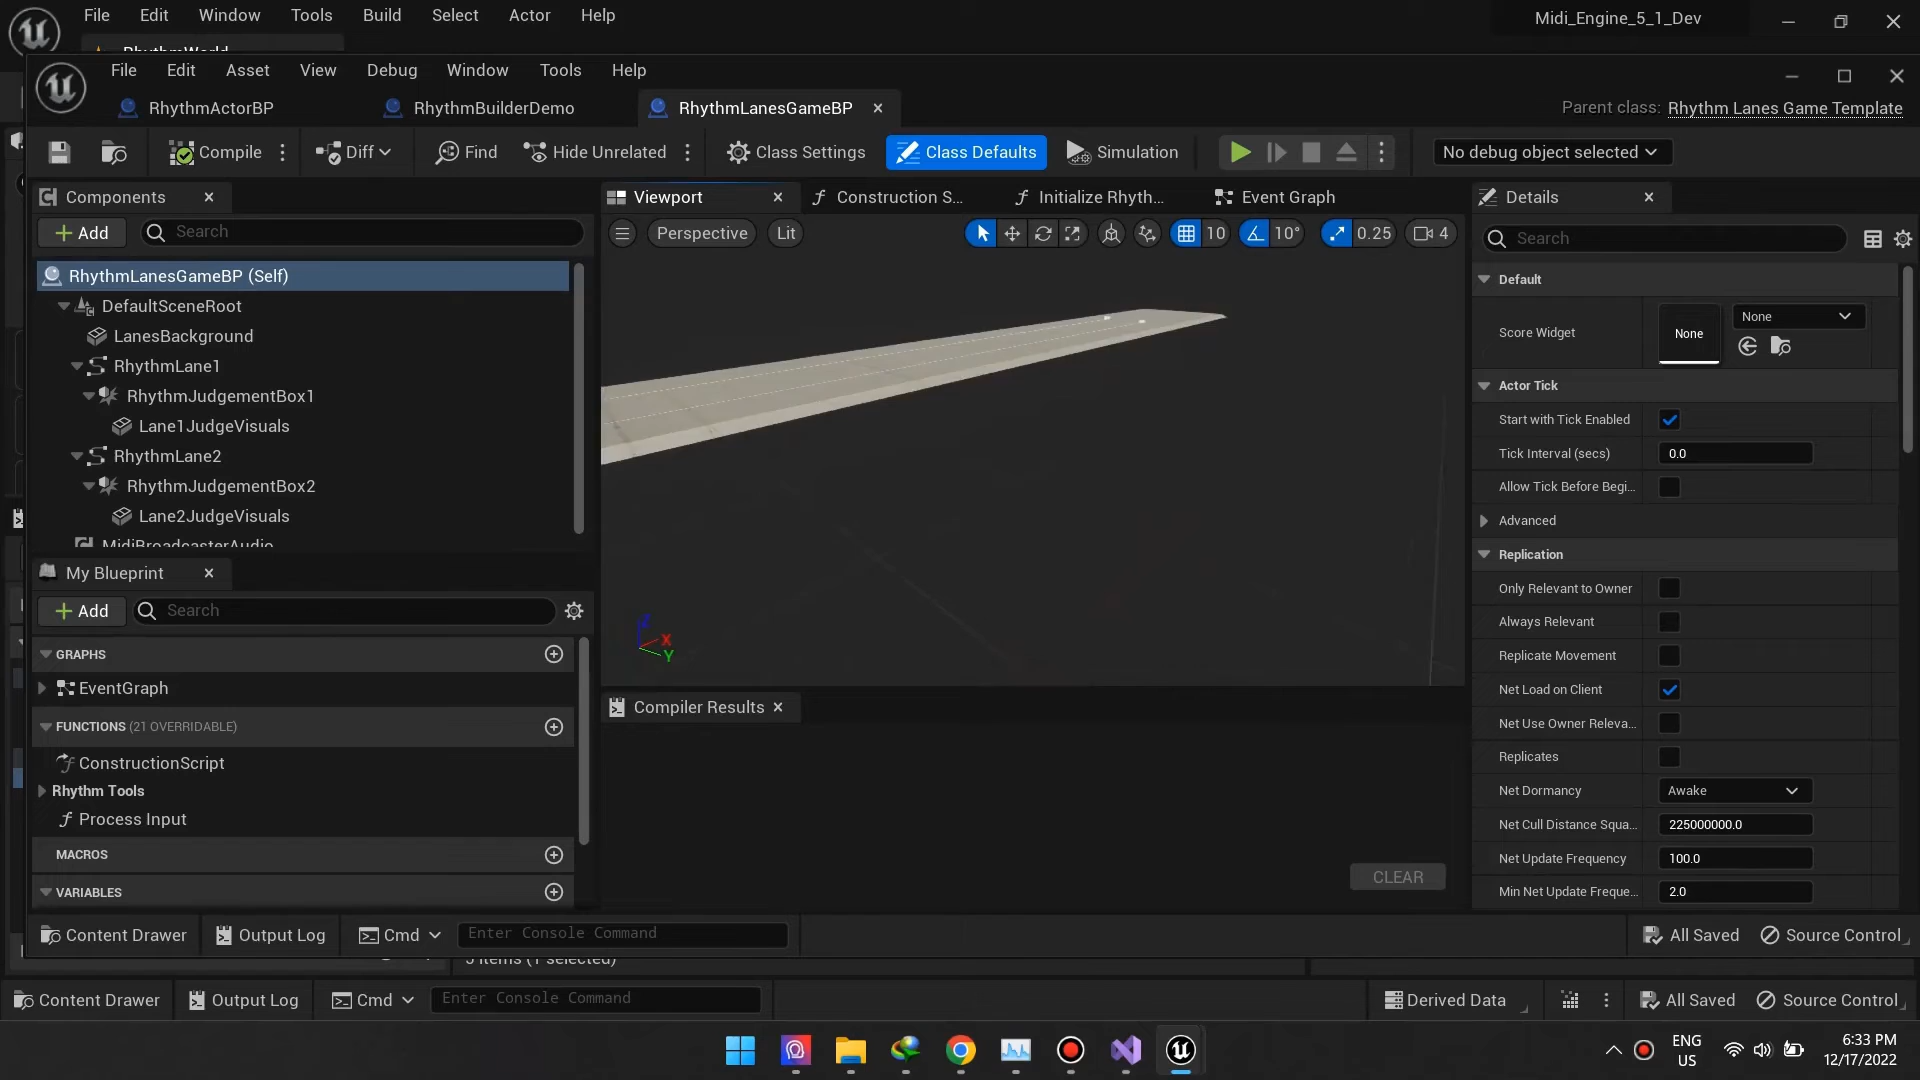 File Edit Window Tools Build Select Actor Help
Midi_Engine_5_1_Dev
RhythmWorld
File Edit Asset View Debug Window Tools Help
RhythmActorBP
RhythmBuilderDemo
RhythmLanesGameBP
Parent class: Rhythm Lanes Game Template
Compile
Diff
Find
Hide Unrelated
Class Settings
Class Defaults
Simulation
No debug object selected
Components
Add
Search
RhythmLanesGameBP (Self)
DefaultSceneRoot
LanesBackground
RhythmLane1
RhythmJudgementBox1
Lane1JudgeVisuals
RhythmLane2
RhythmJudgementBox2
Lane2JudgeVisuals
MidiBroadcasterAudio
My Blueprint
Add
Search
GRAPHS
EventGraph
FUNCTIONS (21 OVERRIDABLE)
ConstructionScript
Rhythm Tools
Process Input
MACROS
VARIABLES
Viewport
Construction S...
Initialize Rhyth...
Event Graph
Perspective
Lit
10
10°
0.25
4
Z
X
Y
Compiler Results
CLEAR
Details
Search
Default
Score Widget
None
None
Actor Tick
Start with Tick Enabled
Tick Interval (secs)
0.0
Allow Tick Before Begi...
Advanced
Replication
Only Relevant to Owner
Always Relevant
Replicate Movement
Net Load on Client
Net Use Owner Releva...
Replicates
Net Dormancy
Awake
Net Cull Distance Squa...
225000000.0
Net Update Frequency
100.0
Min Net Update Freque...
2.0
Content Drawer
Output Log
Cmd
Enter Console Command
All Saved
Source Control
5 items (1 selected)
Content Drawer
Output Log
Cmd
Enter Console Command
Derived Data
All Saved
Source Control
ENG
US
6:33 PM
12/17/2022